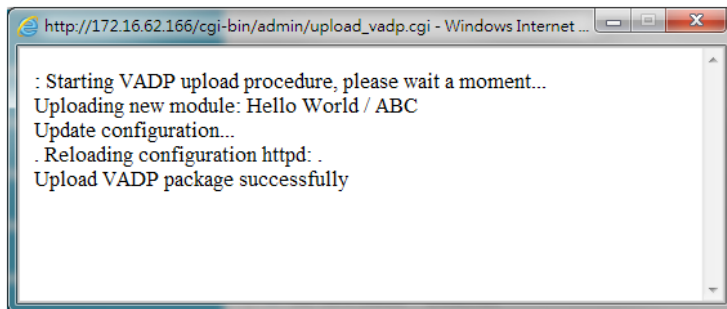 http://172.16.62.166/cgi-bin/admin/upload_vadp.cgi - Windows Internet ...
: Starting VADP upload procedure, please wait a moment...
Uploading new module: Hello World / ABC
Update configuration...
. Reloading configuration httpd: .
Upload VADP package successfully